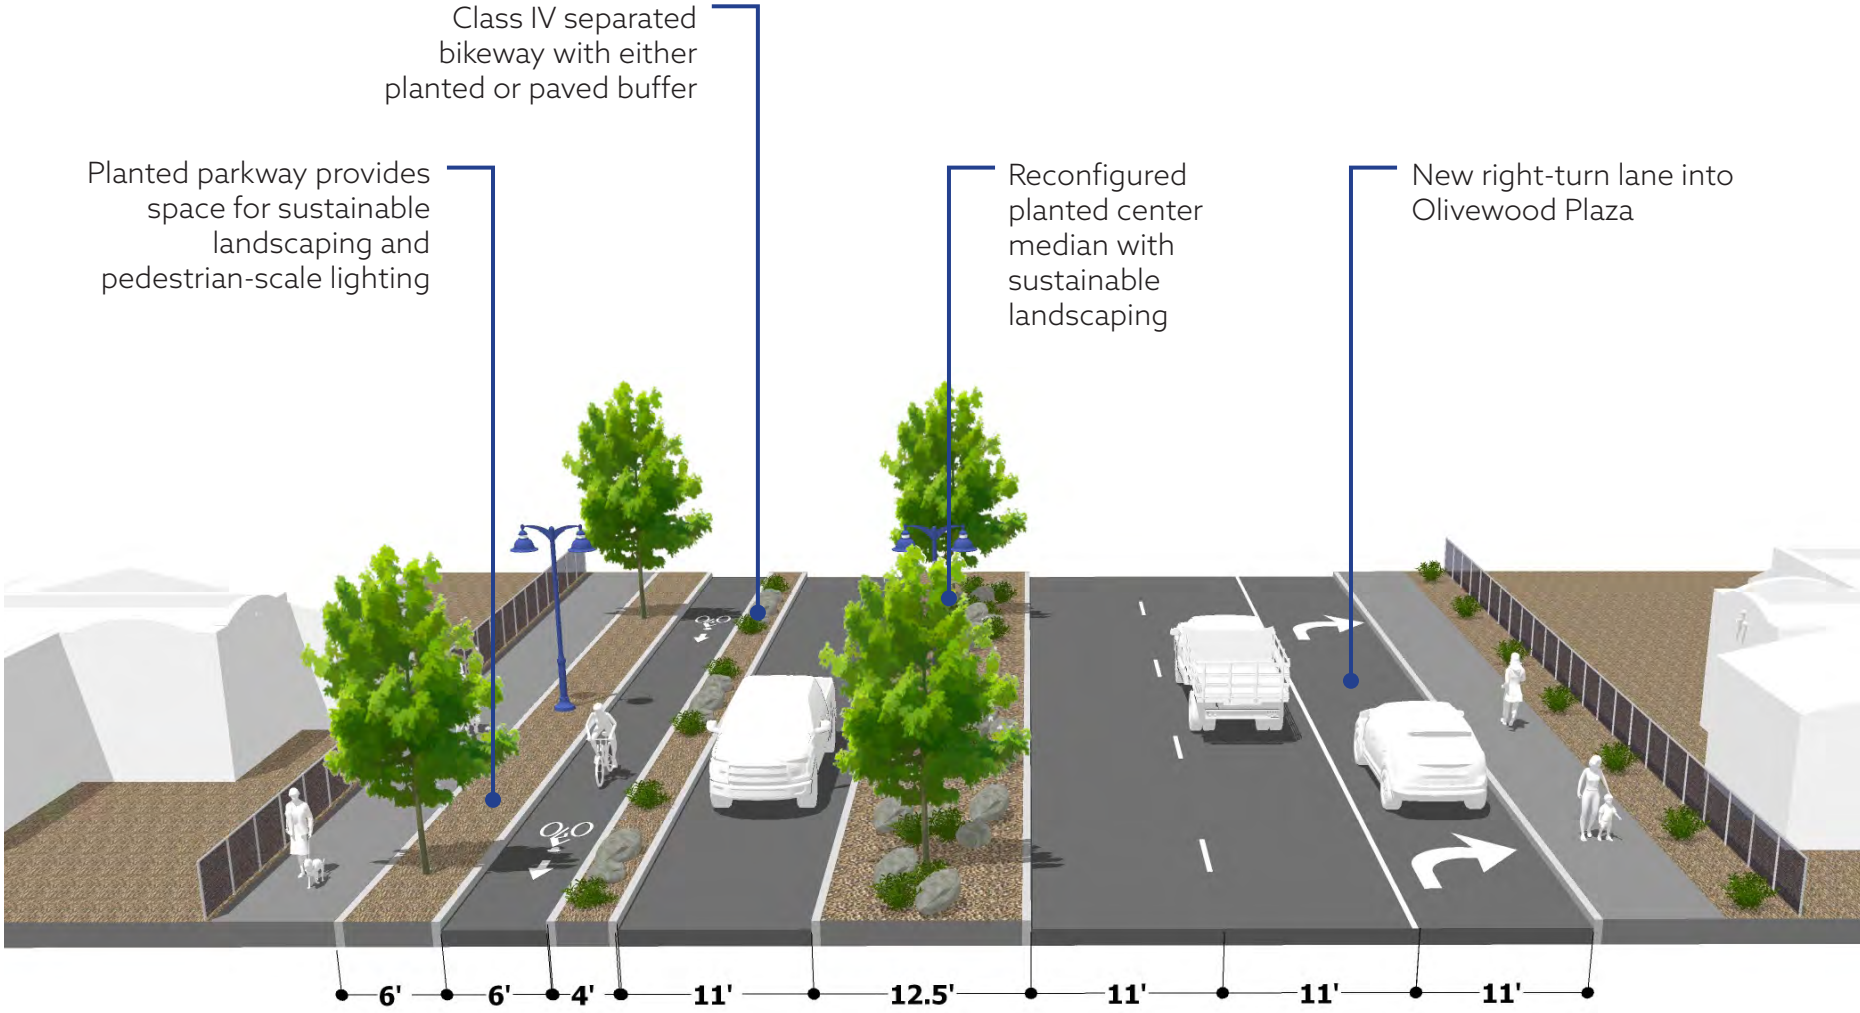 Class IV separated
bikeway with either
planted or paved buffer
Planted parkway provides
space for sustainable
landscaping and
pedestrian-scale lighting
Reconfigured
planted center
median with
sustainable
landscaping
New right-turn lane into
Olivewood Plaza
6' 6' 4' 11' 12.5' 11' 11' 11'